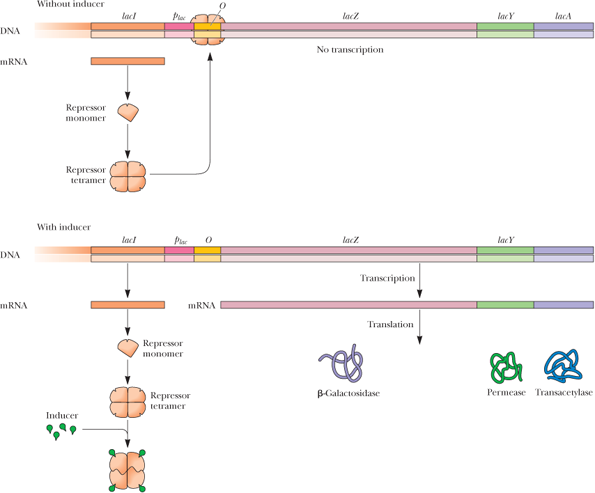 Without inducer
lacI
plac
O
lacZ
lacY
lacA
DNA
No transcription
mRNA
Repressor
monomer
Repressor
tetramer
With inducer
lacI
plac
O
lacZ
lacY
DNA
Transcription
mRNA
mRNA
Translation
Repressor
monomer
β-Galactosidase
Permease
Transacetylase
Repressor
tetramer
Inducer